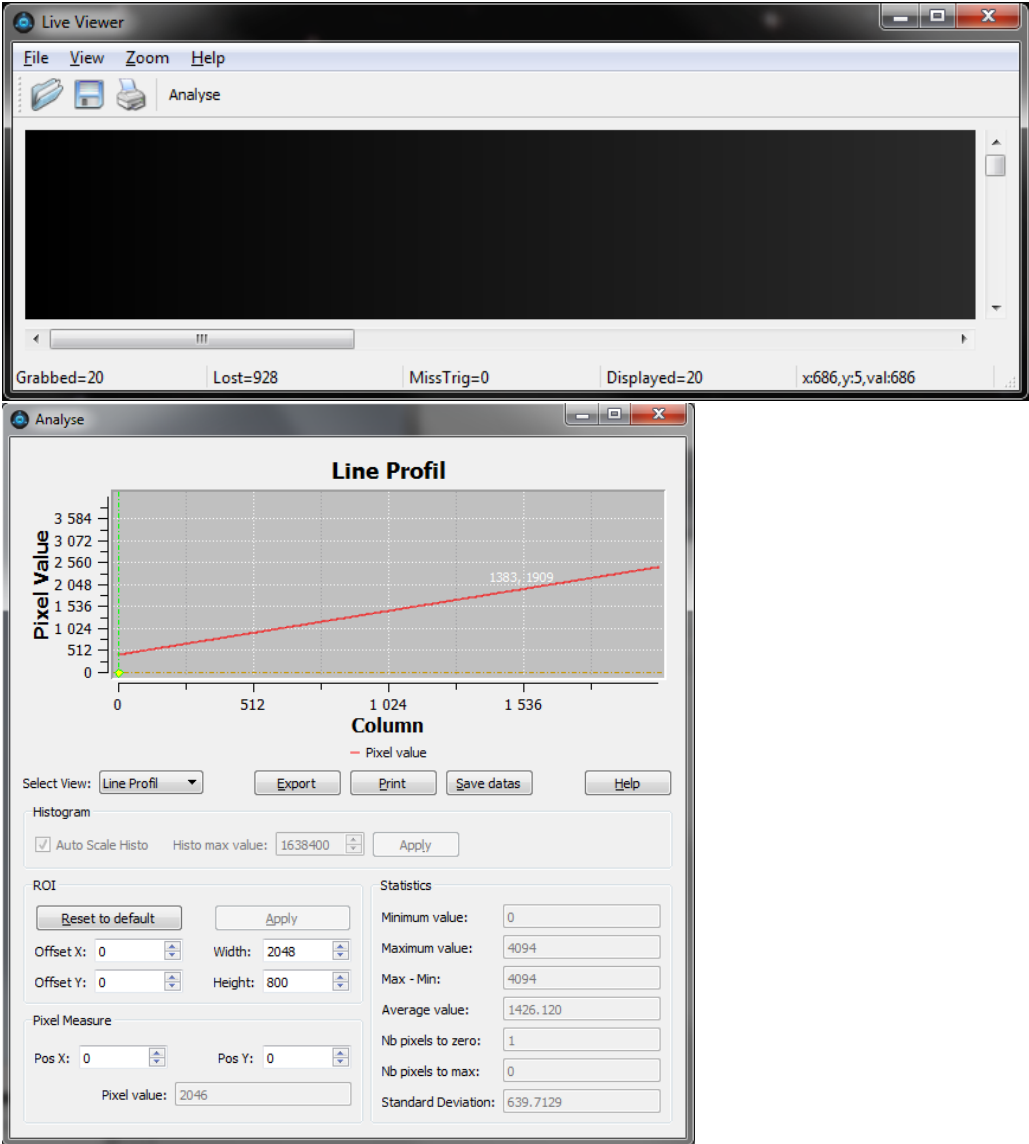 Live Viewer
File View Zoom Help
Analyse
Grabbed=20 Lost=928 MissTrig=0 Displayed=20 x:686,y:5,val:686
Analyse
Line Profil
Pixel Value
3 584
3 072
2 560
2 048
1 536
1 024
512
0
1383, 1909
0 512 1 024 1 536
Column
Pixel value
Select View: Line Profil Export Print Save datas Help
Histogram
Auto Scale Histo Histo max value: 1638400 Apply
ROI
Reset to default Apply
Offset X: 0 Width: 2048
Offset Y: 0 Height: 800
Pixel Measure
Pos X: 0 Pos Y: 0
Pixel value: 2046
Statistics
Minimum value: 0
Maximum value: 4094
Max - Min: 4094
Average value: 1426.120
Nb pixels to zero: 1
Nb pixels to max: 0
Standard Deviation: 639.7129